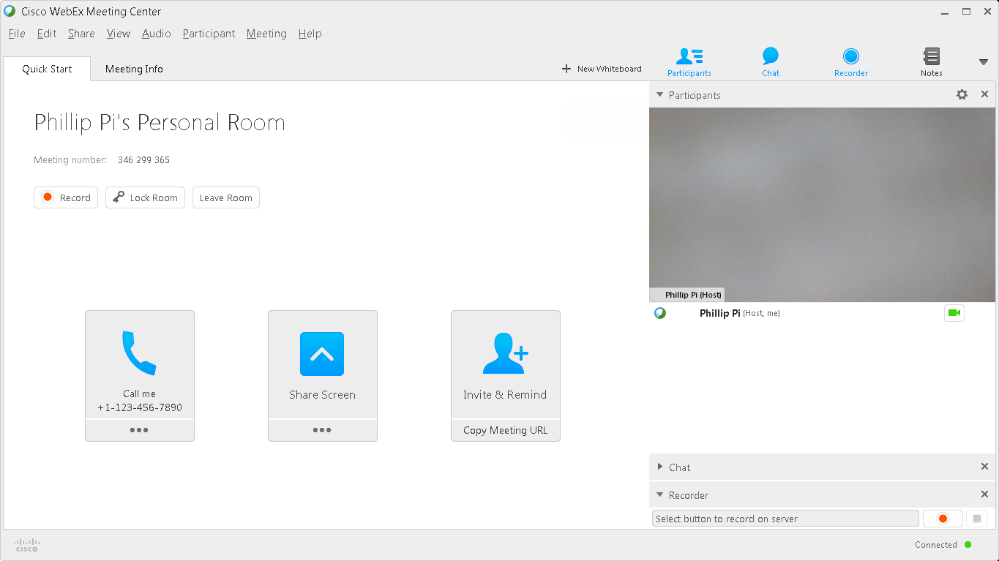 Cisco WebEx Meeting Center
File Edit Share View Audio Participant Meeting Help
Quick Start Meeting Info New Whiteboard Participants Chat Recorder Notes
Participants
Phillip Pi's Personal Room
Meeting number: 346 299 365
Record Lock Room Leave Room
Phillip Pi (Host)
Phillip Pi (Host, me)
Call me
+1-123-456-7890
Share Screen
Invite & Remind
Copy Meeting URL
Chat
Recorder
Select button to record on server
cisco
Connected